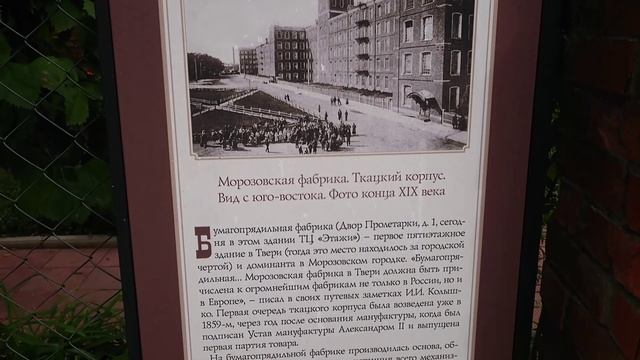 Морозовская фабрика. Ткацкий корпус.
Вид с юго-востока. Фото конца XIX века
Бумагопрядильная фабрика (Двор Пролетарки, д. 1, сегод-
ня в этом здании ТЦ «Этажи») – первое пятиэтажное
здание в Твери (тогда это место находилось за городской
чертой) и доминанта в Морозовском городке. «Бумагопря-
дильная... Морозовская фабрика в Твери должна быть при-
числена к огромнейшим фабрикам не только в России, но и
в Европе», – писал в своих путевых заметках И.И. Колыш-
ко. Первая очередь ткацкого корпуса была возведена уже в
1859-м, через год после основания мануфактуры, когда был
подписан Устав мануфактуры Александром II и выпущена
первая партия товара.
На бумагопрядильной фабрике производилась основа, об-
всего механиз-